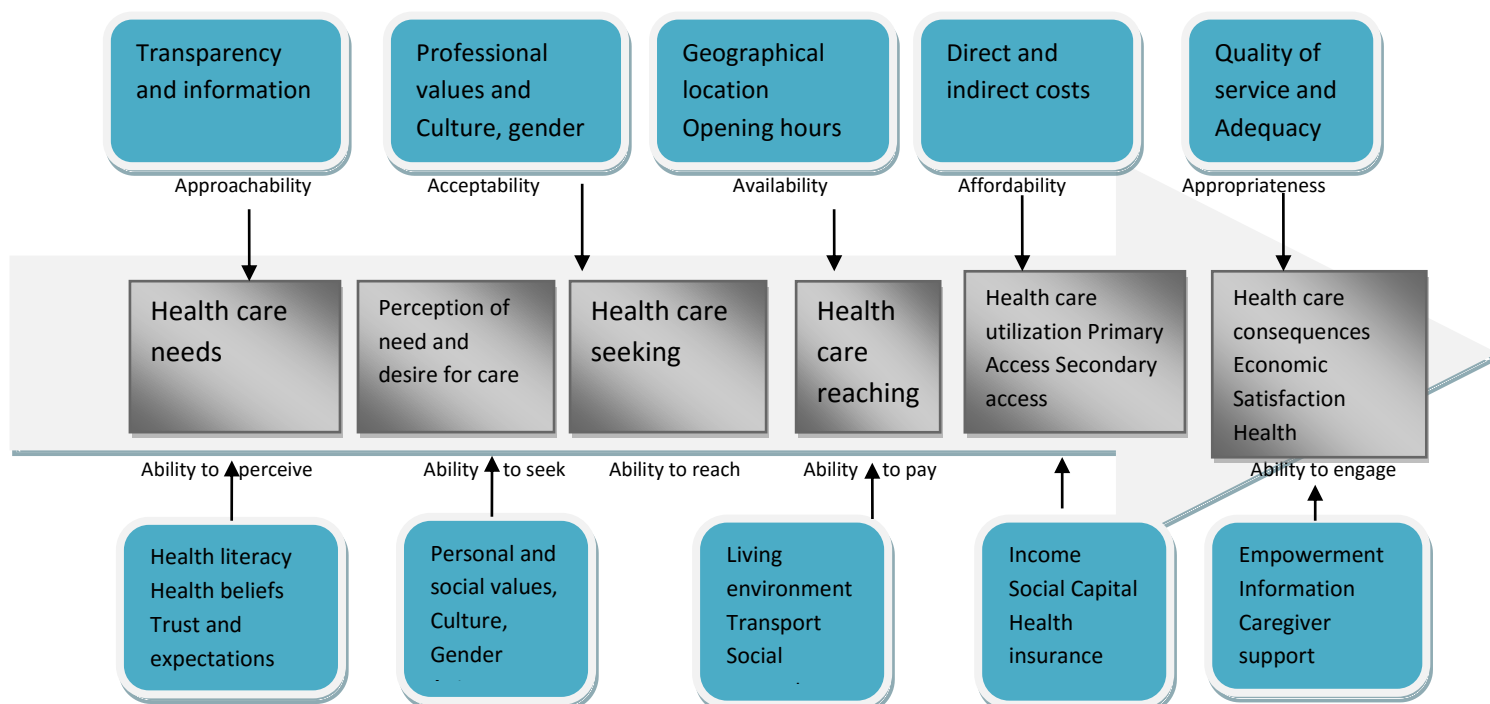 Transparency
and information
Professional
values and
Culture, gender
Geographical
location
Opening hours
Direct and
indirect costs
Quality of
service and
Adequacy
Approachability
Acceptability
Availability
Affordability
Appropriateness
Health care
needs
Perception of
need and
desire for care
Health care
seeking
Health
care
reaching
Health care
utilization Primary
Access Secondary
access
Health care
consequences
Economic
Satisfaction
Health
Ability to perceive
Ability to seek
Ability to reach
Ability to pay
Ability to engage
Health literacy
Health beliefs
Trust and
expectations
Personal and
social values,
Culture,
Gender
Living
environment
Transport
Social
Income
Social Capital
Health
insurance
Empowerment
Information
Caregiver
support